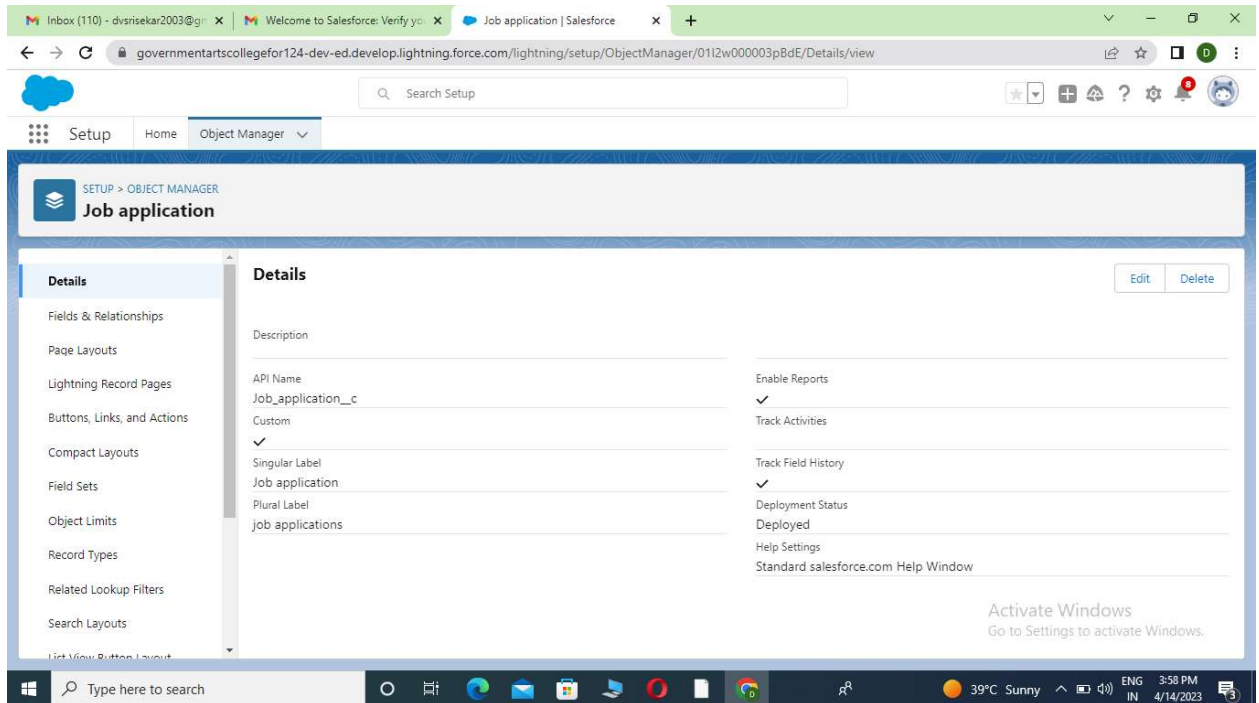 Inbox (110) - dvsrisekar2003@gm
Welcome to Salesforce: Verify yo
Job application | Salesforce
governmentartscollegefor124-dev-ed.develop.lightning.force.com/lightning/setup/ObjectManager/01I2w000003pBdE/Details/view
D
Search Setup
8
Setup
Home
Object Manager
SETUP > OBJECT MANAGER
Job application
Details
Fields & Relationships
Page Layouts
Lightning Record Pages
Buttons, Links, and Actions
Compact Layouts
Field Sets
Object Limits
Record Types
Related Lookup Filters
Search Layouts
List View Button Layout
Details
Edit
Delete
Description
API Name
Job_application__c
Custom
Singular Label
Job application
Plural Label
job applications
Enable Reports
Track Activities
Track Field History
Deployment Status
Deployed
Help Settings
Standard salesforce.com Help Window
Activate Windows
Go to Settings to activate Windows.
Type here to search
39°C Sunny
ENG
IN
3:58 PM
4/14/2023
3